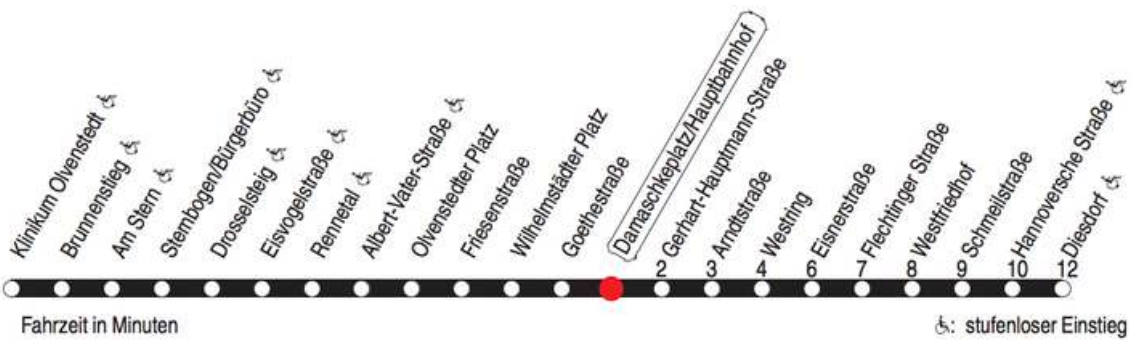 Klinikum Olvenstedt
Brunnenstieg
Am Stern
Sternbogen/Bürgerbüro
Drosselsteig
Eisvogelstraße
Rennetal
Albert-Vater-Straße
Olvenstedter Platz
Friesenstraße
Wilhelmstädter Platz
Goethestraße
Damaschkeplatz/Hauptbahnhof
Gerhart-Hauptmann-Straße
Arndtstraße
Westring
Eisnerstraße
Flechtinger Straße
Westfriedhof
Schmeilstraße
Hannoversche Straße
Diesdorf
2 3 4 6 7 8 9 10 12
Fahrzeit in Minuten
♿: stufenloser Einstieg